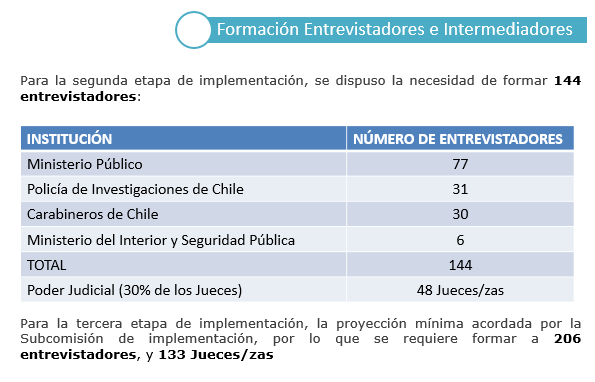 Formación Entrevistadores e Intermediadores
Para la segunda etapa de implementación, se dispuso la necesidad de formar 144
entrevistadores:
INSTITUCIÓN NÚMERO DE ENTREVISTADORES
Ministerio Público 77
Policía de Investigaciones de Chile 31
Carabineros de Chile 30
Ministerio del Interior y Seguridad Pública 6
TOTAL 144
Poder Judicial (30% de los Jueces) 48 Jueces/zas
Para la tercera etapa de implementación, la proyección mínima acordada por la
Subcomisión de implementación, por lo que se requiere formar a 206
entrevistadores, y 133 Jueces/zas